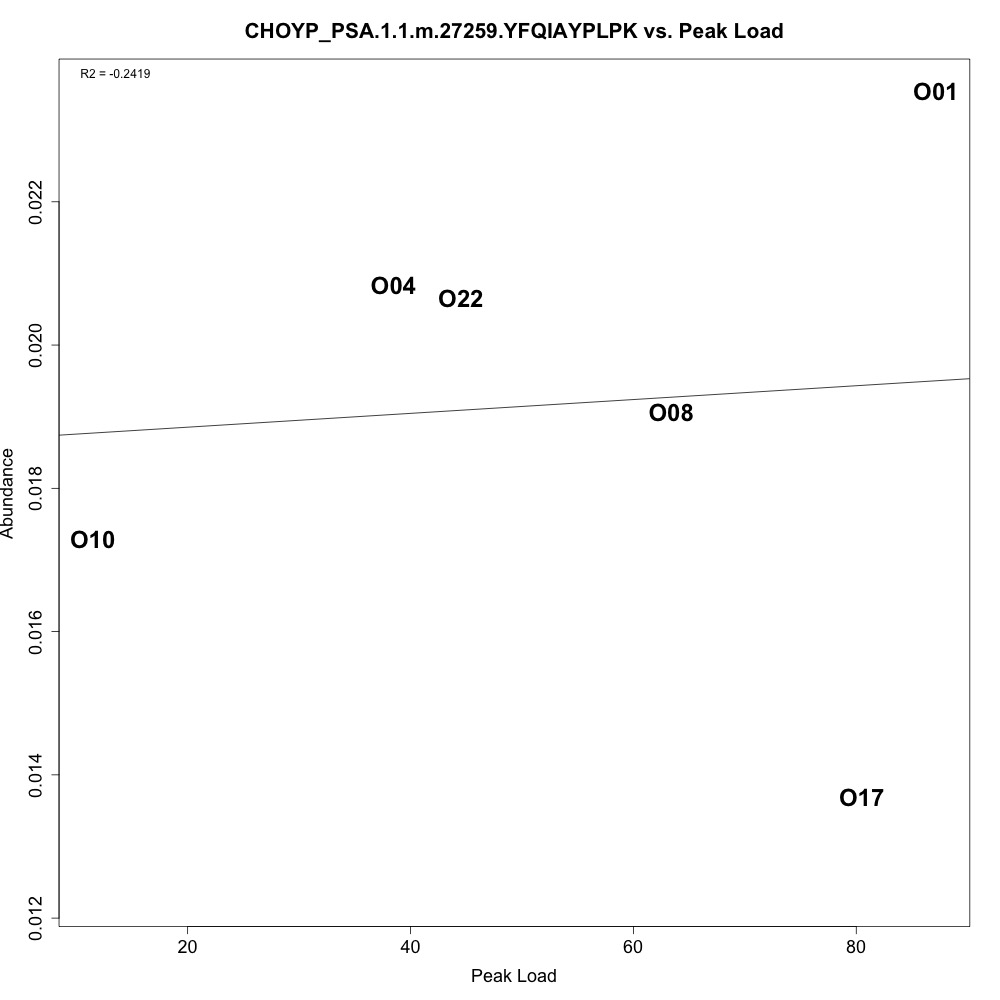 CHOYP_PSA.1.1.m.27259.YFQIAYPLPK vs. Peak Load
R2 = -0.2419
O01
0.022
O04
O22
0.020
O08
0.018
Abundance
O10
0.016
0.014
O17
0.012
20 40 60 80
Peak Load